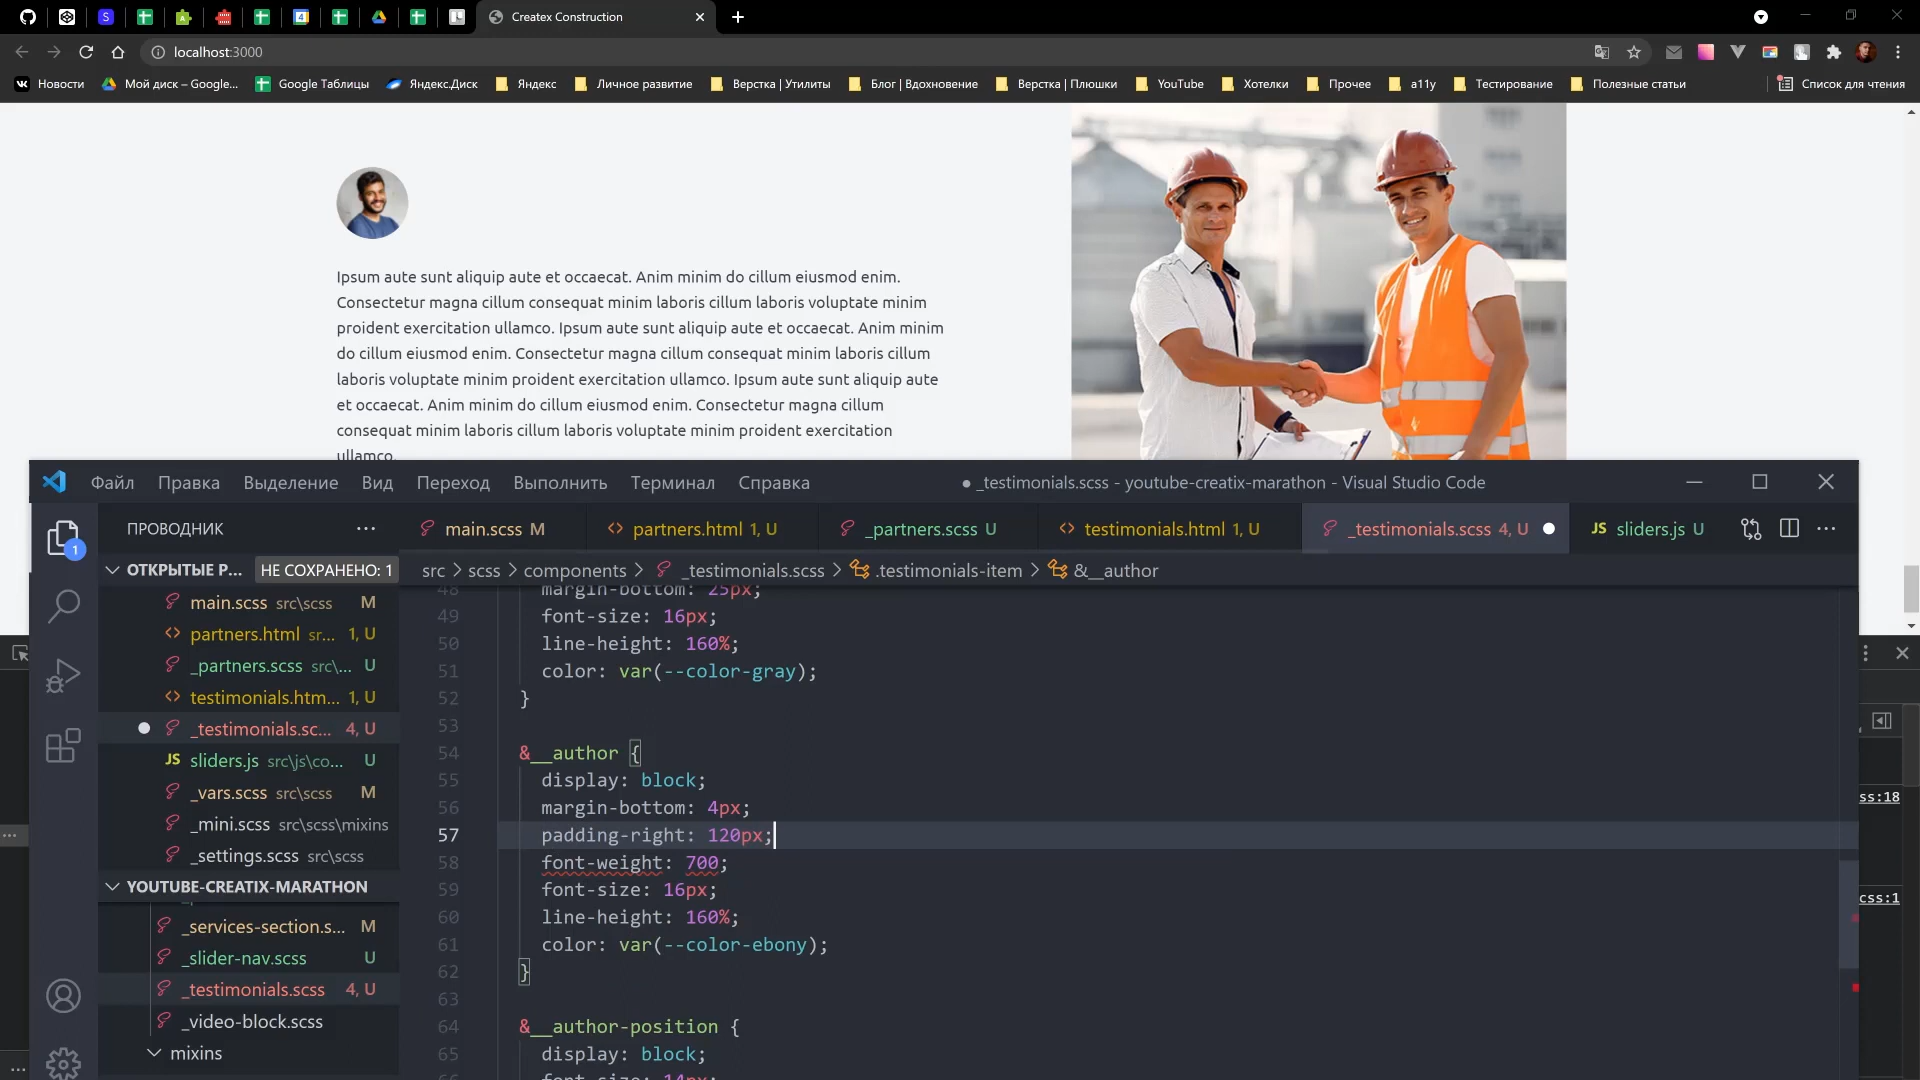 Createx Construction
localhost:3000
Новости
Мой диск – Google...
Google Таблицы
Яндекс.Диск
Яндекс
Личное развитие
Верстка | Утилиты
Блог | Вдохновение
Верстка | Плюшки
YouTube
Хотелки
Прочее
a11y
Тестирование
Полезные статьи
Список для чтения
Ipsum aute sunt aliquip aute et occaecat. Anim minim do cillum eiusmod enim.
Consectetur magna cillum consequat minim laboris cillum laboris voluptate minim
proident exercitation ullamco. Ipsum aute sunt aliquip aute et occaecat. Anim minim
do cillum eiusmod enim. Consectetur magna cillum consequat minim laboris cillum
laboris voluptate minim proident exercitation ullamco. Ipsum aute sunt aliquip aute
et occaecat. Anim minim do cillum eiusmod enim. Consectetur magna cillum
consequat minim laboris cillum laboris voluptate minim proident exercitation
ullamco.
Файл Правка Выделение Вид Переход Выполнить Терминал Справка
● _testimonials.scss - youtube-creatix-marathon - Visual Studio Code
ПРОВОДНИК
main.scss M
partners.html 1, U
_partners.scss U
testimonials.html 1, U
_testimonials.scss 4, U
JS sliders.js U
1
ОТКРЫТЫЕ Р... НЕ СОХРАНЕНО: 1
src > scss > components > _testimonials.scss > .testimonials-item > &__author
main.scss src\scss M
partners.html sr... 1, U
_partners.scss src\... U
testimonials.htm... 1, U
_testimonials.sc... 4, U
JS sliders.js src\js\co... U
_vars.scss src\scss M
_mini.scss src\scss\mixins
_settings.scss src\scss
YOUTUBE-CREATIX-MARATHON
_services-section.s... M
_slider-nav.scss U
_testimonials.scss 4, U
_video-block.scss
mixins
48 margin-bottom: 25px;
49 font-size: 16px;
50 line-height: 160%;
51 color: var(--color-gray);
52 }
53
54 &__author {
55 display: block;
56 margin-bottom: 4px;
57 padding-right: 120px;
58 font-weight: 700;
59 font-size: 16px;
60 line-height: 160%;
61 color: var(--color-ebony);
62 }
63
64 &__author-position {
65 display: block;
66 font-size: 14px;
ss:18
css:1